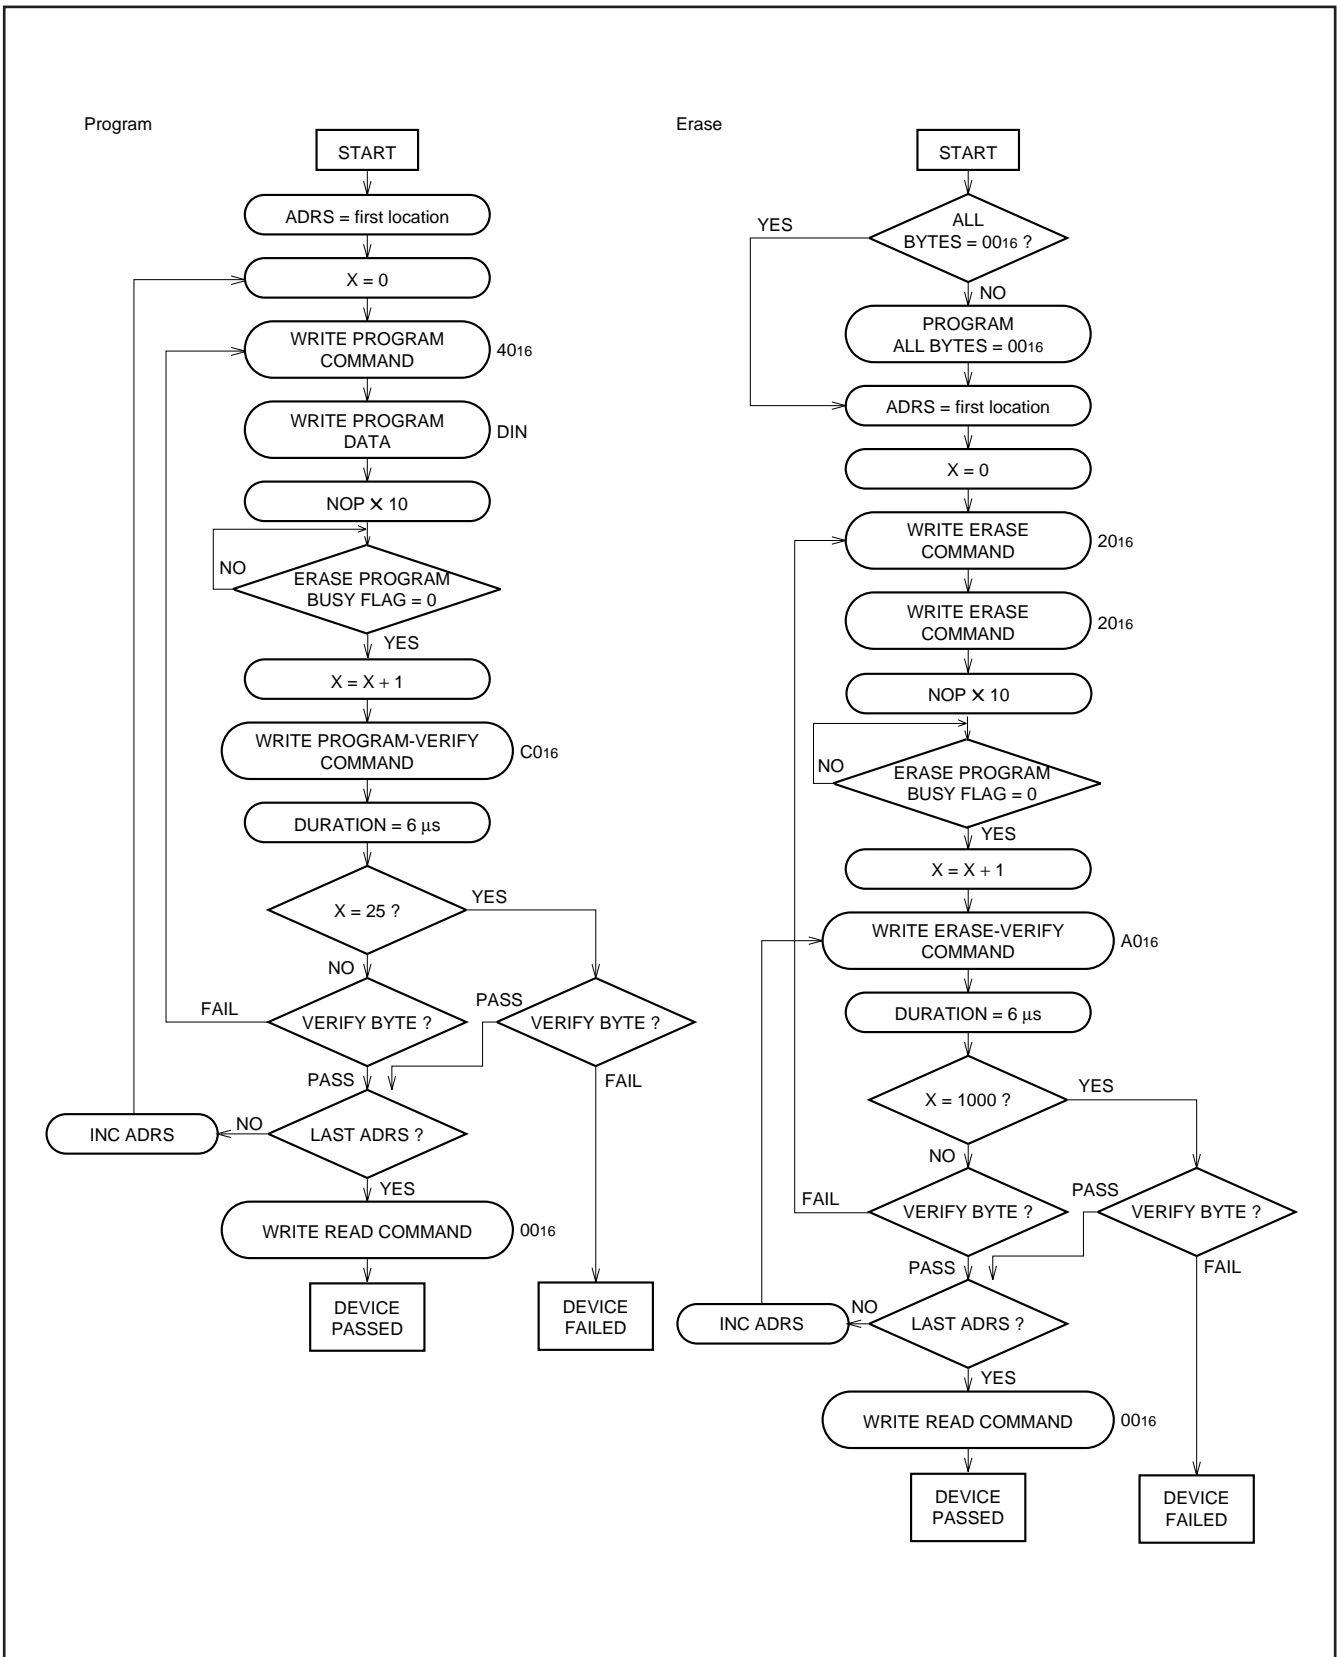 Program
START
ADRS = first location
X = 0
WRITE PROGRAM
COMMAND
4016
WRITE PROGRAM
DATA
DIN
NOP × 10
NO
ERASE PROGRAM
BUSY FLAG = 0
YES
X = X + 1
WRITE PROGRAM-VERIFY
COMMAND
C016
DURATION = 6 µs
X = 25 ?
YES
NO
FAIL
VERIFY BYTE ?
PASS
VERIFY BYTE ?
PASS
FAIL
INC ADRS
NO
LAST ADRS ?
YES
WRITE READ COMMAND
0016
DEVICE
PASSED
DEVICE
FAILED
Erase
START
YES
ALL
BYTES = 0016 ?
NO
PROGRAM
ALL BYTES = 0016
ADRS = first location
X = 0
WRITE ERASE
COMMAND
2016
WRITE ERASE
COMMAND
2016
NOP × 10
NO
ERASE PROGRAM
BUSY FLAG = 0
YES
X = X + 1
WRITE ERASE-VERIFY
COMMAND
A016
DURATION = 6 µs
X = 1000 ?
YES
NO
FAIL
VERIFY BYTE ?
PASS
VERIFY BYTE ?
PASS
FAIL
INC ADRS
NO
LAST ADRS ?
YES
WRITE READ COMMAND
0016
DEVICE
PASSED
DEVICE
FAILED